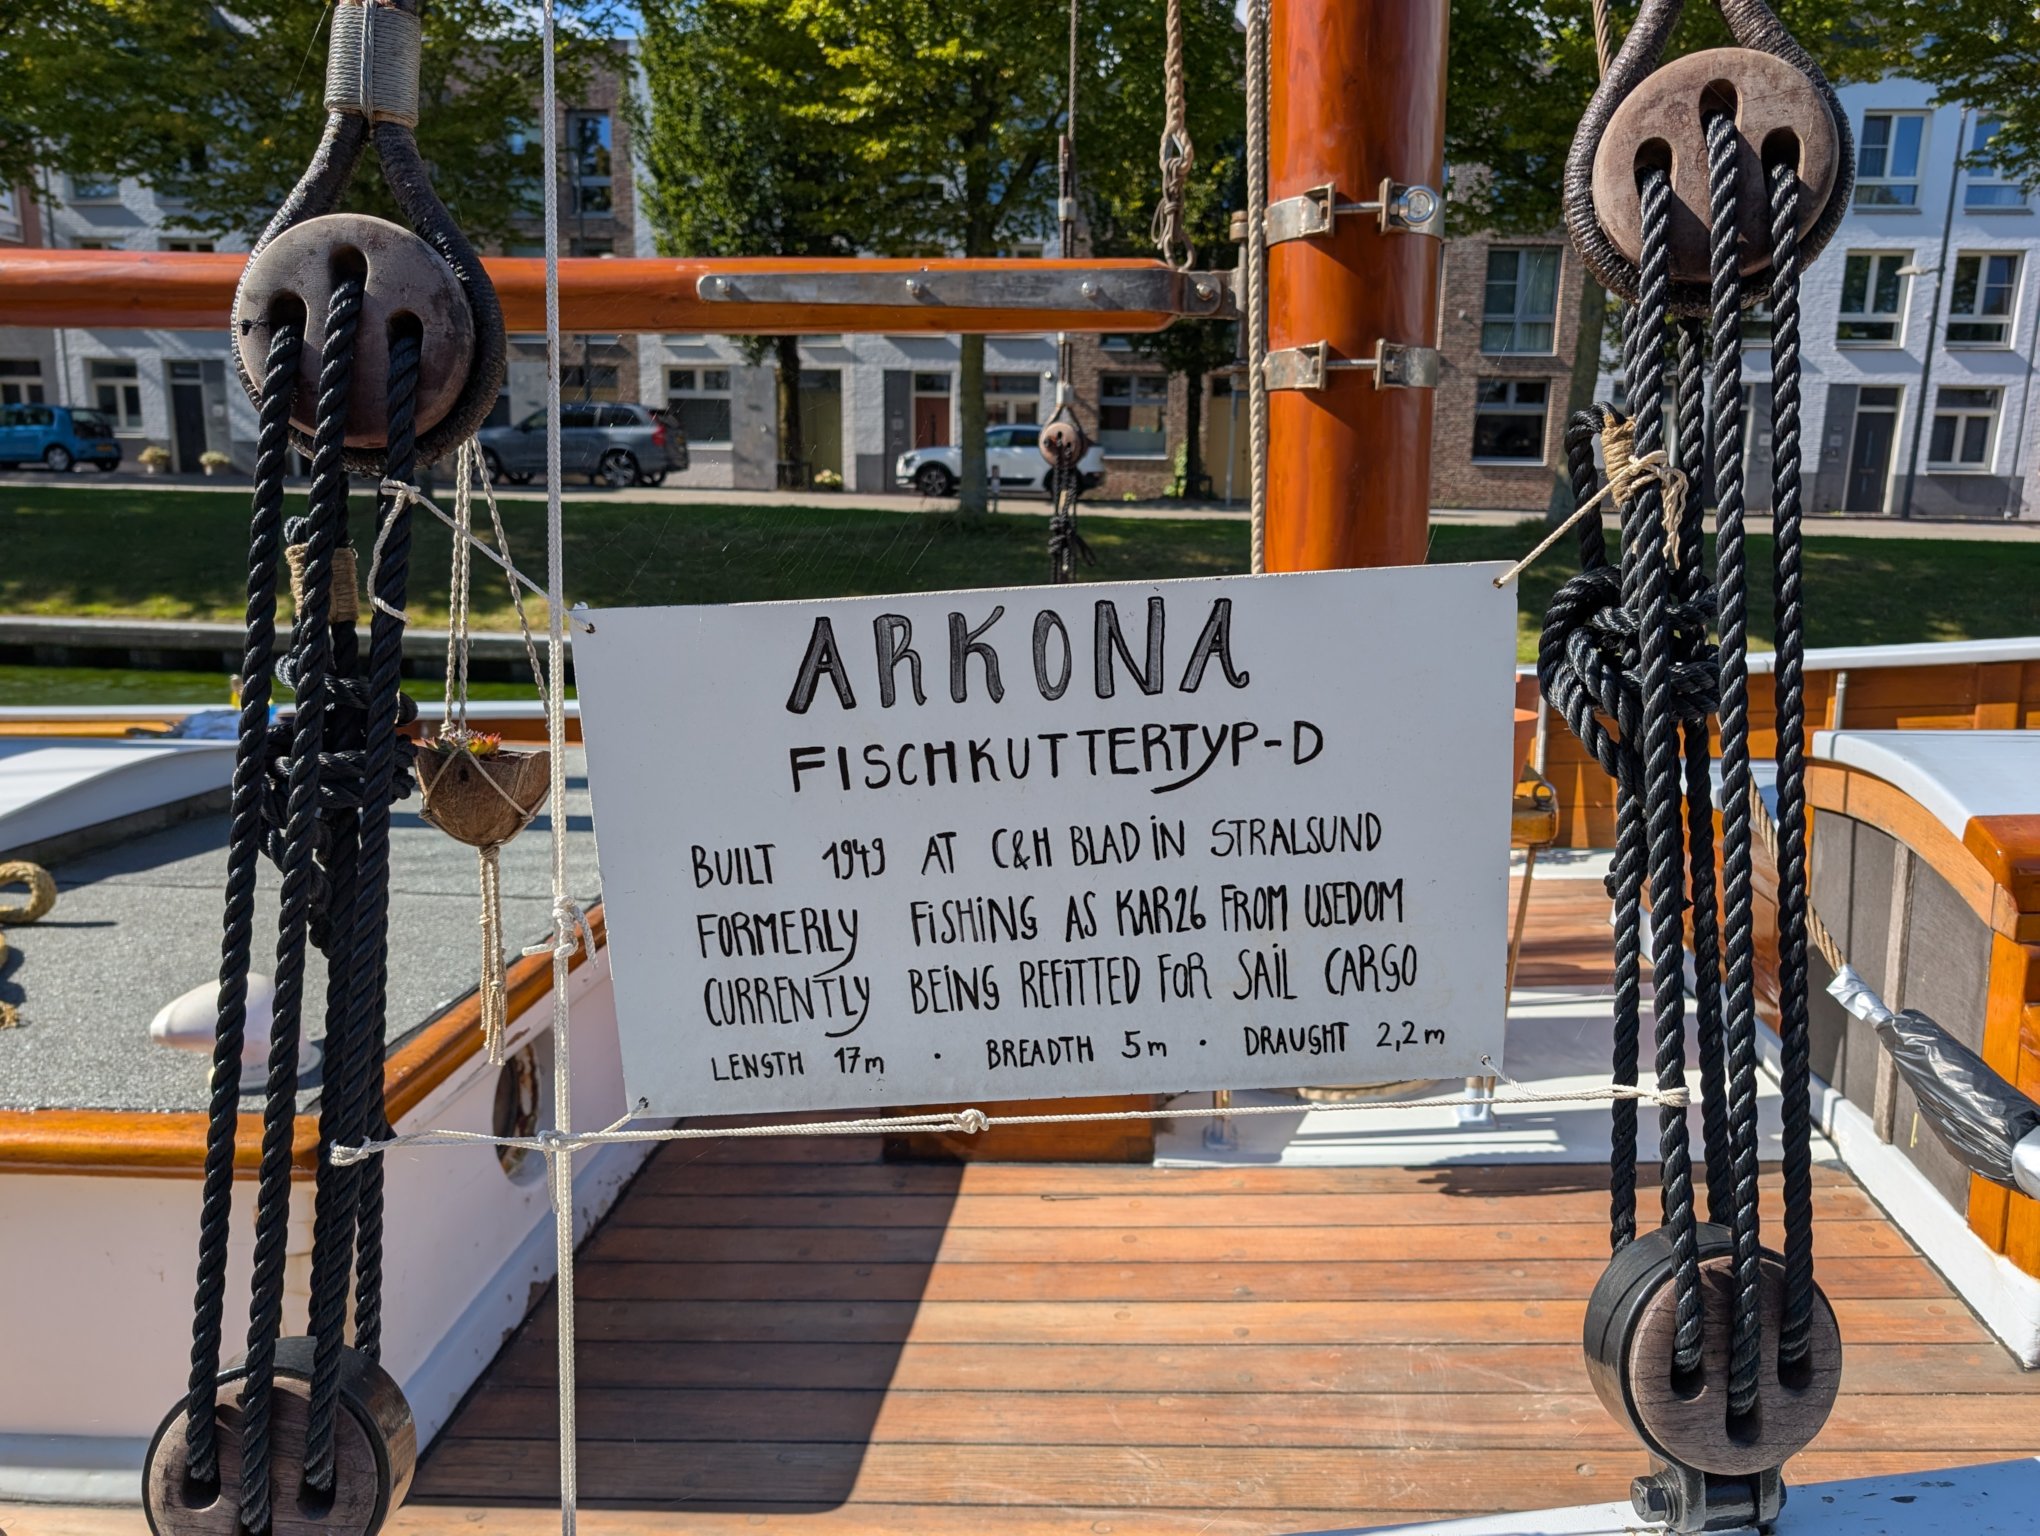 ARKONA
FISCHKUTTERTYP-D
BUILT 1949 AT C&H BLAD IN STRALSUND
FORMERLY FISHING AS KAR26 FROM USEDOM
CURRENTLY BEING REFITTED FOR SAIL CARGO
LENGTH 17m · BREADTH 5m · DRAUGHT 2,2m